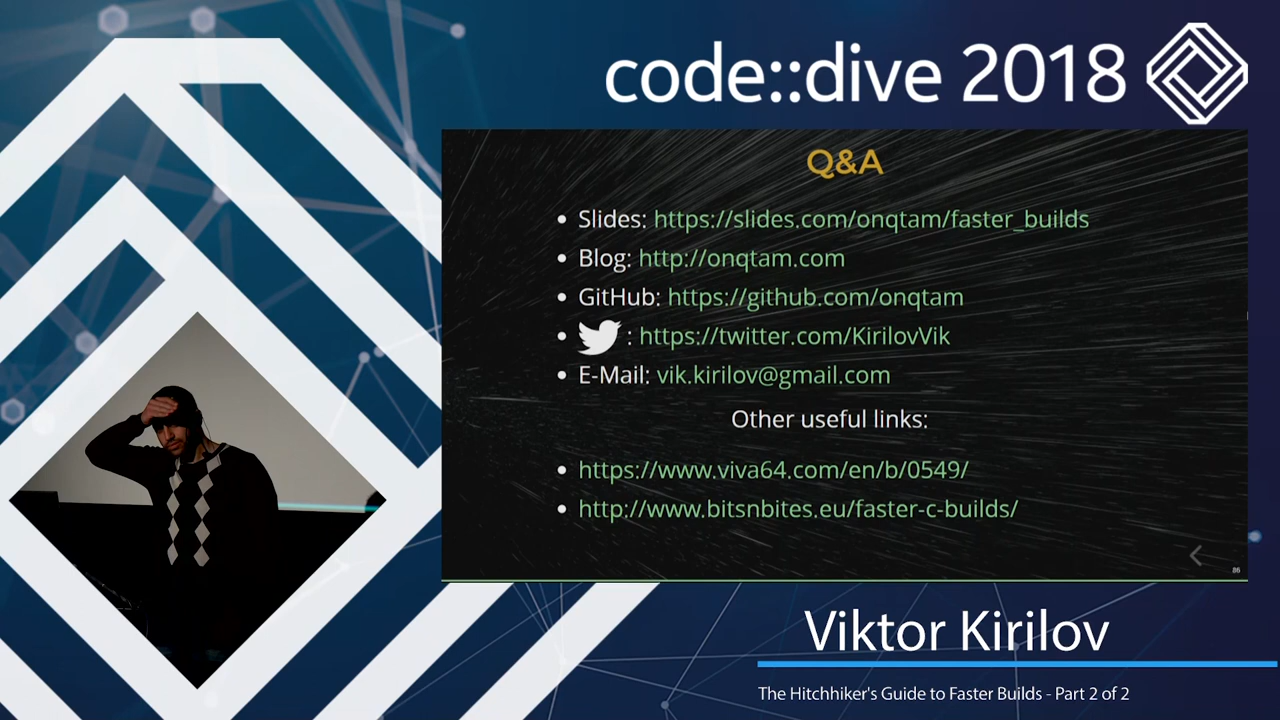 code::dive 2018
Q&A
Slides: https://slides.com/onqtam/faster_builds
Blog: http://onqtam.com
GitHub: https://github.com/onqtam
: https://twitter.com/KirilovVik
E-Mail: vik.kirilov@gmail.com
Other useful links:
https://www.viva64.com/en/b/0549/
http://www.bitsnbites.eu/faster-c-builds/
86
Viktor Kirilov
The Hitchhiker's Guide to Faster Builds - Part 2 of 2